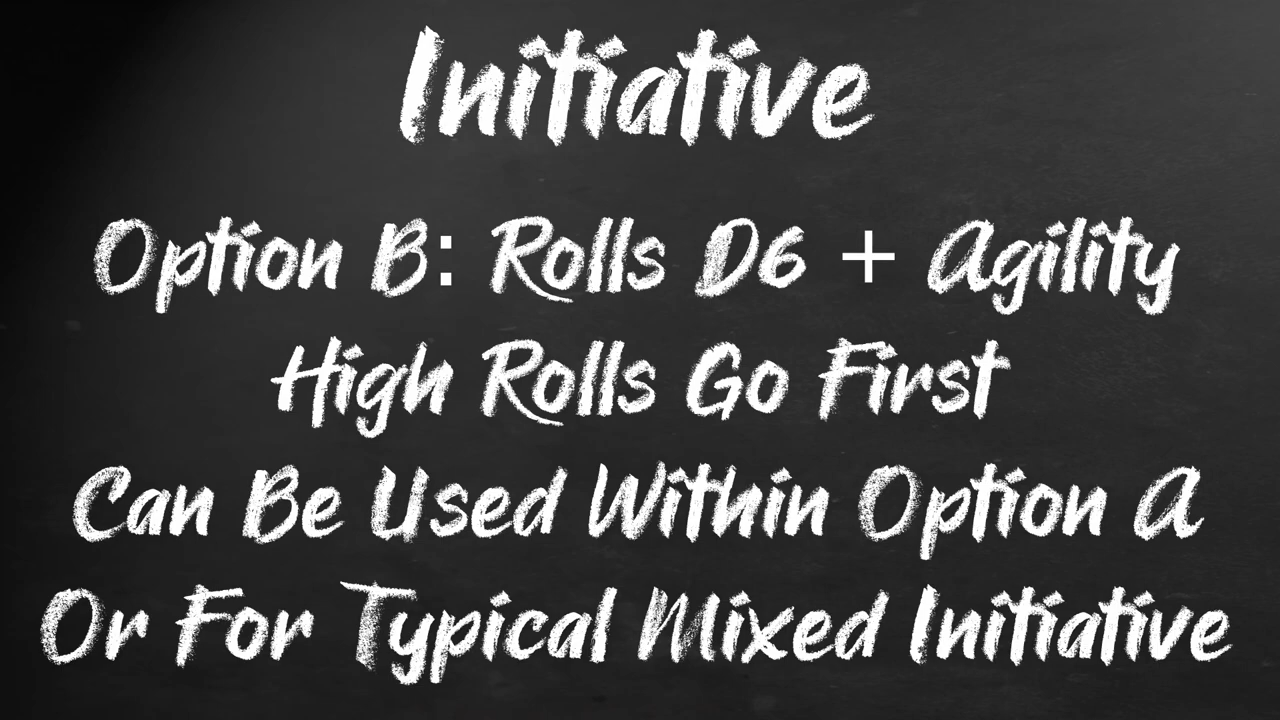 Initiative
Option B: Rolls D6 + Agility
High Rolls Go First
Can Be Used Within Option A
Or For Typical Mixed Initiative